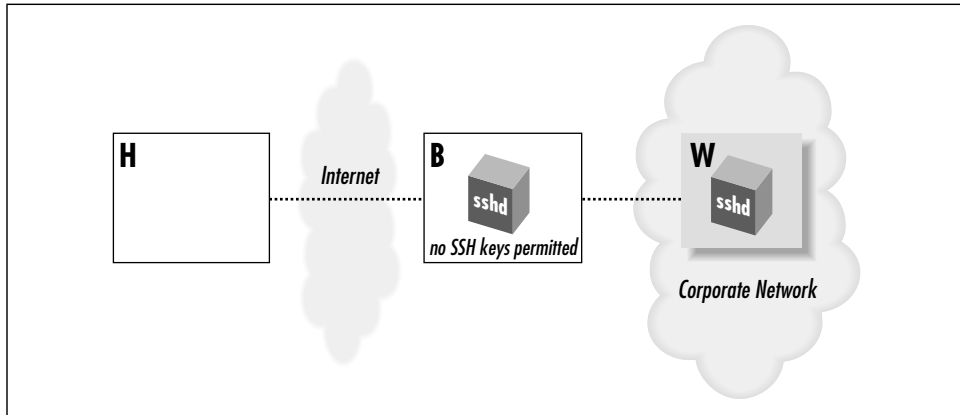 H
Internet
B
sshd
no SSH keys permitted
W
sshd
Corporate Network